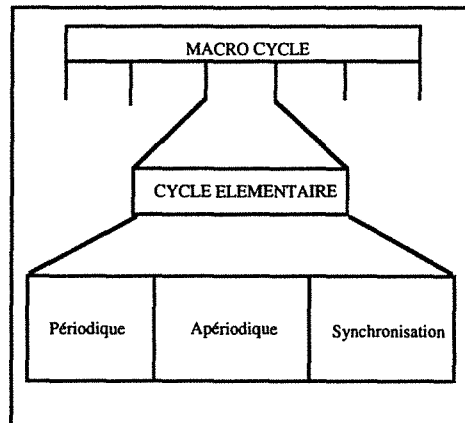 MACRO CYCLE
CYCLE ELEMENTAIRE
Périodique Apériodique Synchronisation